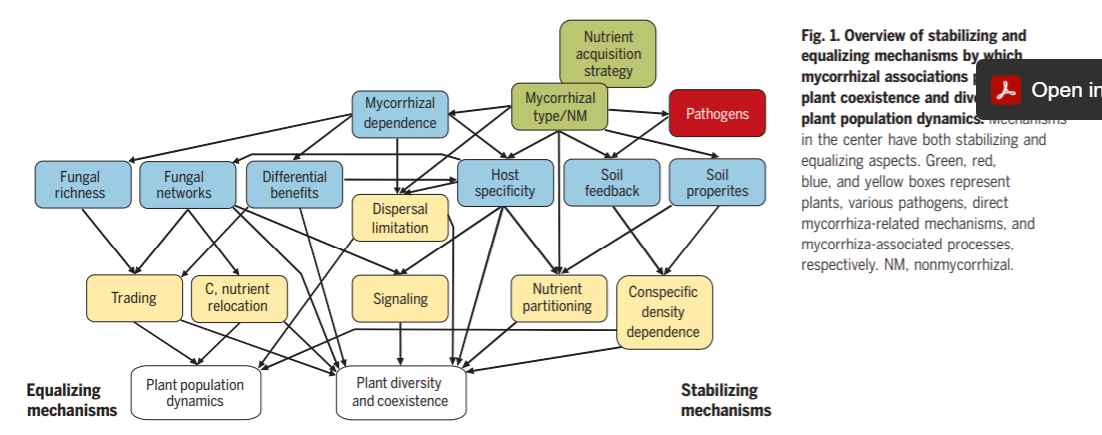 Nutrient
acquisition
strategy
Mycorrhizal
type/NM
Mycorrhizal
dependence
Pathogens
Fungal
richness
Fungal
networks
Differential
benefits
Host
specificity
Soil
feedback
Soil
properites
Dispersal
limitation
Trading
C, nutrient
relocation
Signaling
Nutrient
partitioning
Conspecific
density
dependence
Plant population
dynamics
Plant diversity
and coexistence
Equalizing
mechanisms
Stabilizing
mechanisms
Fig. 1. Overview of stabilizing and
equalizing mechanisms by which
mycorrhizal associations
plant coexistence and
plant population dynamics. Mechanisms
in the center have both stabilizing and
equalizing aspects. Green, red,
blue, and yellow boxes represent
plants, various pathogens, direct
mycorrhiza-related mechanisms, and
mycorrhiza-associated processes,
respectively. NM, nonmycorrhizal.
Open in